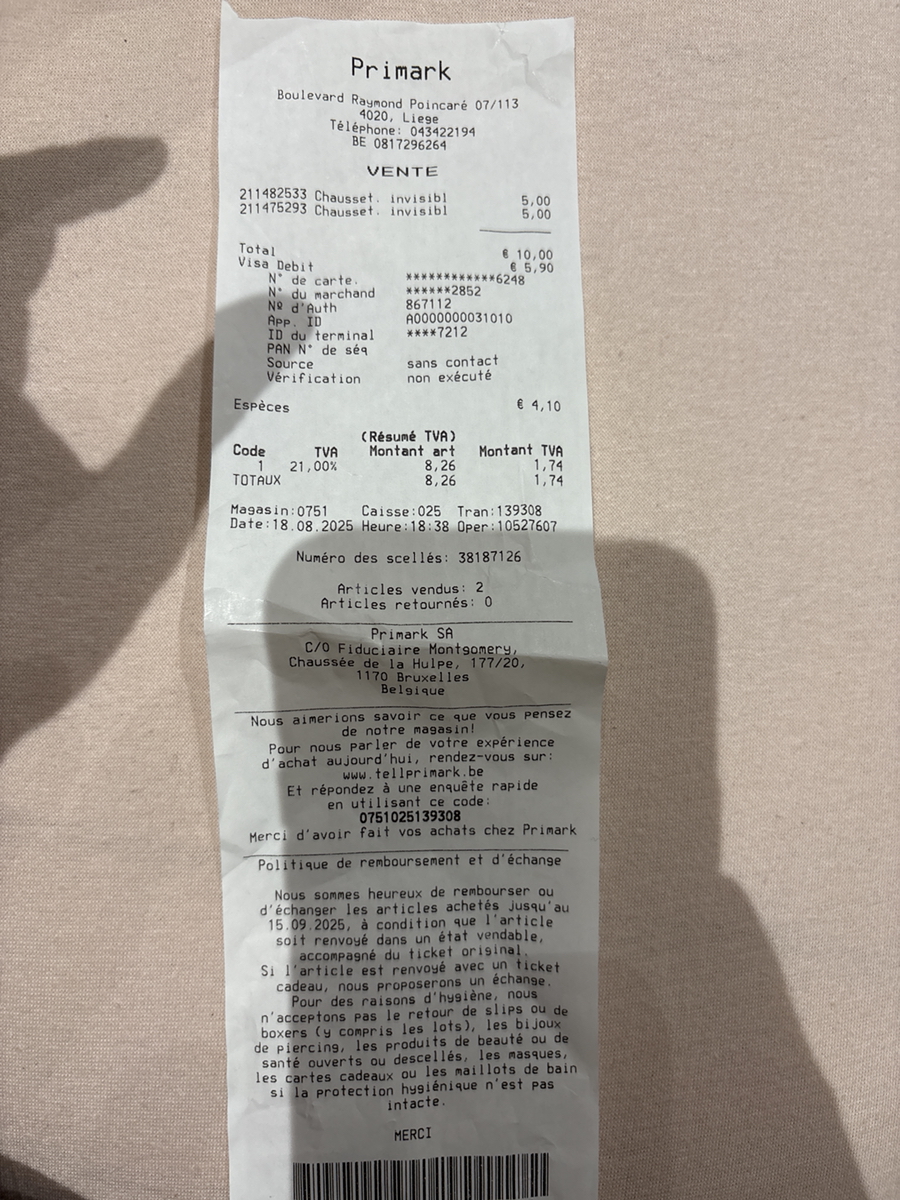 Primark
Boulevard Raymond Poincaré 07/113
4020, Liege
Téléphone: 043422194
BE 0817296264
VENTE
211482533 Chausset. invisibl 5,00
211475293 Chausset. invisibl 5,00
Total € 10,00
Visa Debit € 5,90
N° de carte. ************6248
N° du marchand ******2852
Nº d'Auth 867112
App. ID A0000000031010
ID du terminal ****7212
PAN N° de séq
Source sans contact
Vérification non exécuté
Espèces € 4,10
(Résumé TVA)
Code TVA Montant art Montant TVA
1 21,00% 8,26 1,74
TOTAUX 8,26 1,74
Magasin:0751 Caisse:025 Tran:139308
Date:18.08.2025 Heure:18:38 Oper:10527607
Numéro des scellés: 38187126
Articles vendus: 2
Articles retournés: 0
Primark SA
C/O Fiduciaire Montgomery,
Chaussée de la Hulpe, 177/20,
1170 Bruxelles
Belgique
Nous aimerions savoir ce que vous pensez
de notre magasin!
Pour nous parler de votre expérience
d'achat aujourd'hui, rendez-vous sur:
www.tellprimark.be
Et répondez à une enquête rapide
en utilisant ce code:
0751025139308
Merci d'avoir fait vos achats chez Primark
Politique de remboursement et d'échange
Nous sommes heureux de rembourser ou
d'échanger les articles achetés jusqu'au
15.09.2025, à condition que l'article
soit renvoyé dans un état vendable,
accompagné du ticket original.
Si l'article est renvoyé avec un ticket
cadeau, nous proposerons un échange.
Pour des raisons d'hygiène, nous
n'acceptons pas le retour de slips ou de
boxers (y compris les lots), les bijoux
de piercing, les produits de beauté ou de
santé ouverts ou descellés, les masques,
les cartes cadeaux ou les maillots de bain
si la protection hygiénique n'est pas
intacte.
MERCI